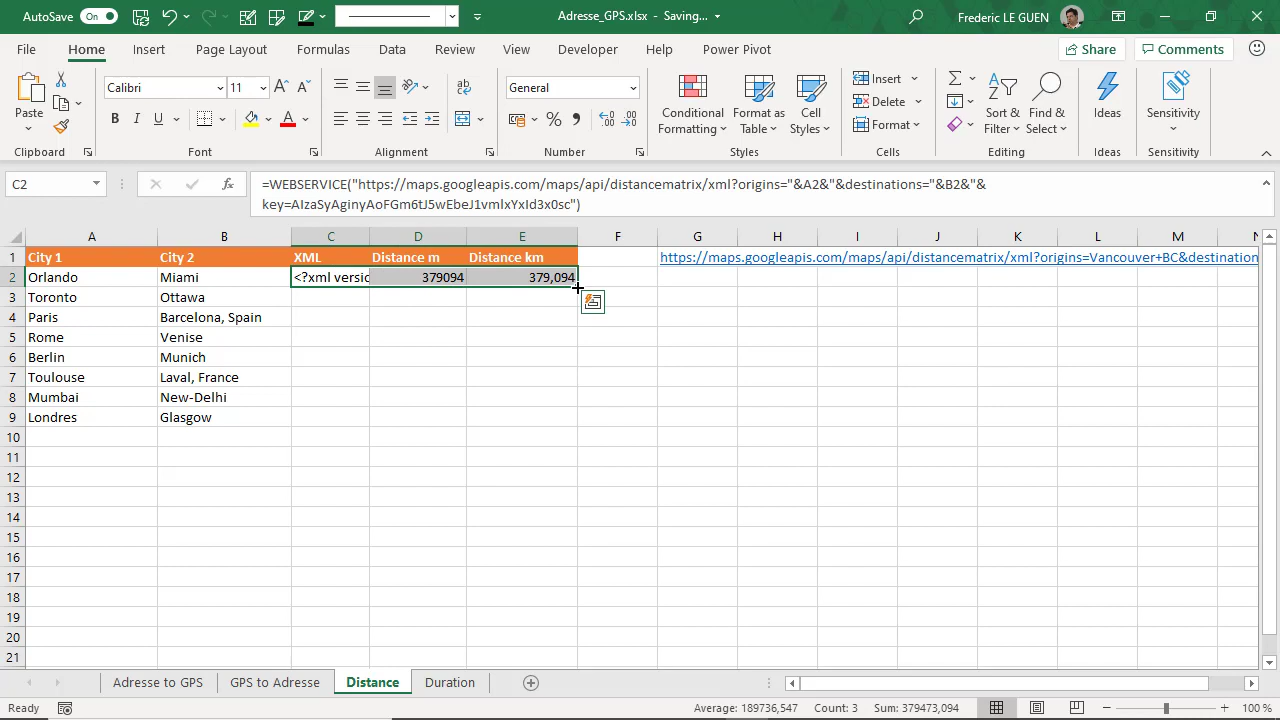 AutoSave On Adresse_GPS.xlsx - Saving... Frederic LE GUEN
File Home Insert Page Layout Formulas Data Review View Developer Help Power Pivot Share Comments
Paste
Clipboard
Calibri 11
B I U A
Font
Alignment
General
Number
Conditional Formatting
Format as Table
Cell Styles
Styles
Insert
Delete
Format
Cells
Sort & Filter
Find & Select
Editing
Ideas
Ideas
Sensitivity
Sensitivity
C2 fx =WEBSERVICE("https://maps.googleapis.com/maps/api/distancematrix/xml?origins="&A2&"&destinations="&B2&"&
key=AIzaSyAginyAoFGm6tJ5wEbeJ1vmIxYxId3x0sc")
A B C D E F G H I J K L M N
1 City 1 City 2 XML Distance m Distance km https://maps.googleapis.com/maps/api/distancematrix/xml?origins=Vancouver+BC&destination
2 Orlando Miami <?xml versic 379094 379,094
3 Toronto Ottawa
4 Paris Barcelona, Spain
5 Rome Venise
6 Berlin Munich
7 Toulouse Laval, France
8 Mumbai New-Delhi
9 Londres Glasgow
10
11
12
13
14
15
16
17
18
19
20
21
Adresse to GPS GPS to Adresse Distance Duration
Ready Average: 189736,547 Count: 3 Sum: 379473,094 100 %